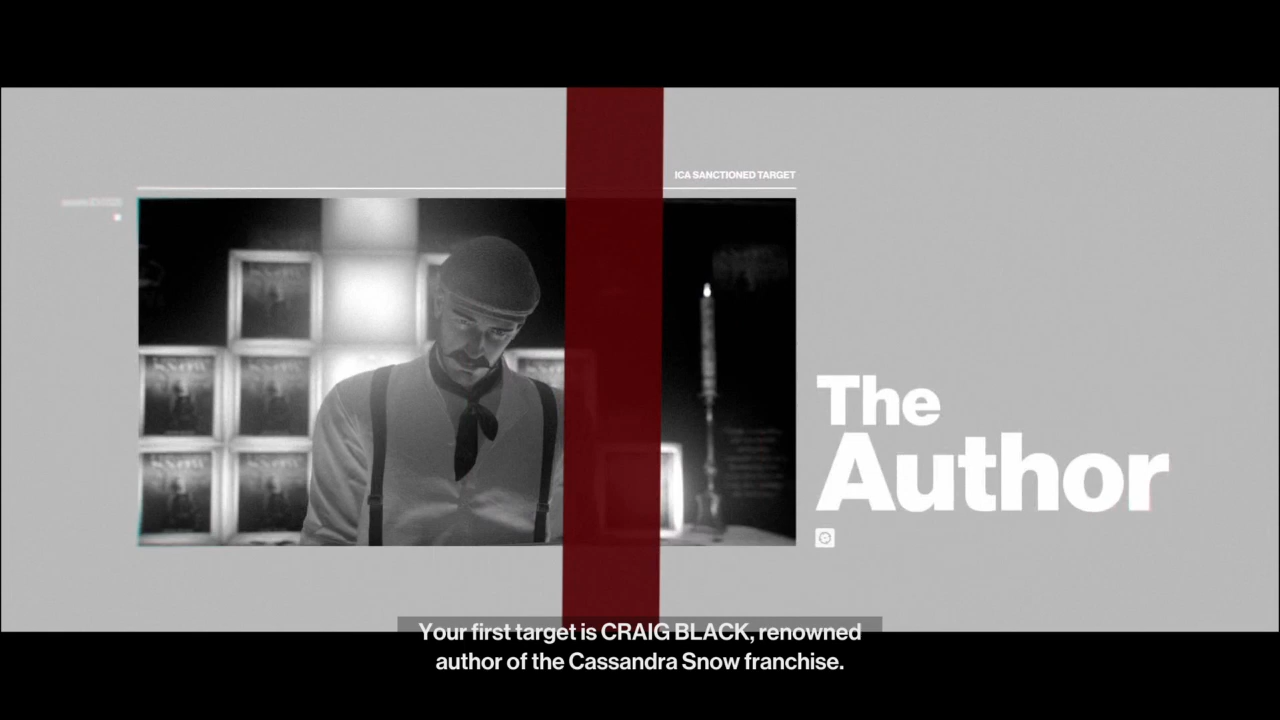 ICA SANCTIONED TARGET
The
Author
Your first target is CRAIG BLACK, renowned
author of the Cassandra Snow franchise.